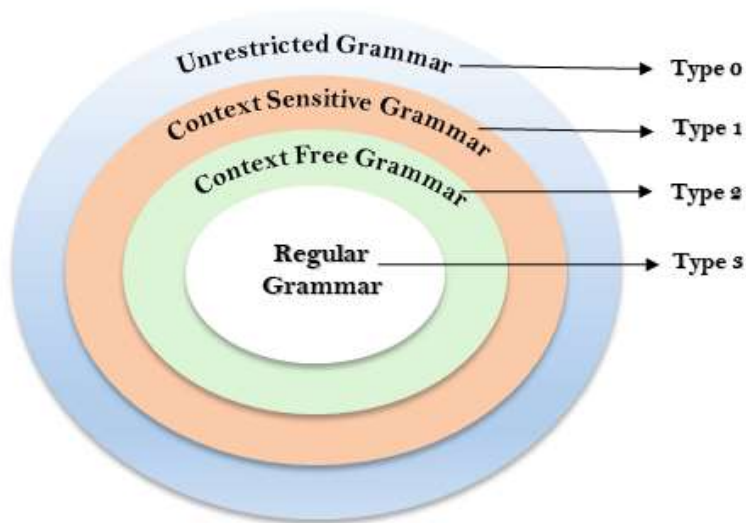 Unrestricted Grammar
Type 0
Context Sensitive Grammar
Type 1
Context Free Grammar
Type 2
Regular
Grammar
Type 3